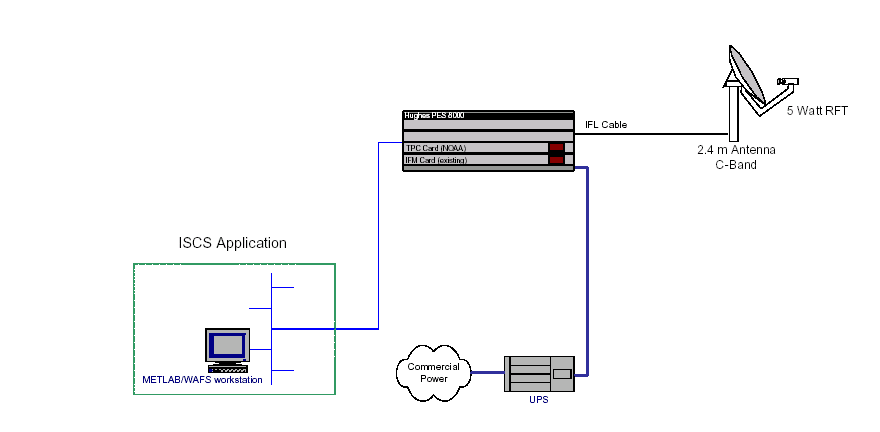 Hughes PES 8000
TPC Card (NOAA)
IFM Card (existing)
IFL Cable
5 Watt RFT
2.4 m Antenna
C-Band
ISCS Application
METLAB/WAFS workstation
Commercial
Power
UPS